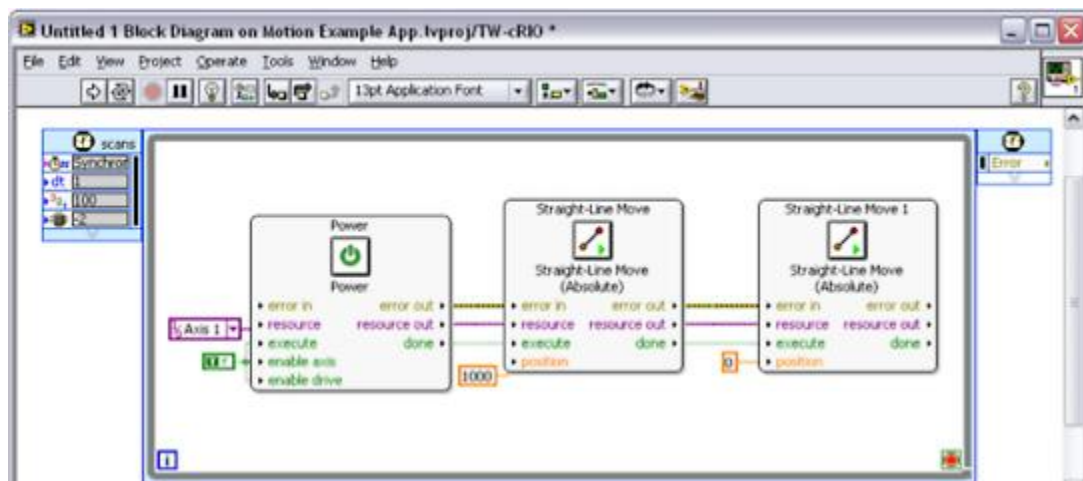 Untitled 1 Block Diagram on Motion Example App.lvproj/TW-cRIO *
File Edit View Project Operate Tools Window Help
13pt Application Font
1
scans
Synchron
dt 1
100
-2
Error
Power
Power
error in error out
resource resource out
execute done
enable axis
enable drive
Axis 1
T F
Straight-Line Move
Straight-Line Move
(Absolute)
error in error out
resource resource out
execute done
position
1000
Straight-Line Move 1
Straight-Line Move
(Absolute)
error in error out
resource resource out
execute done
position
0
i